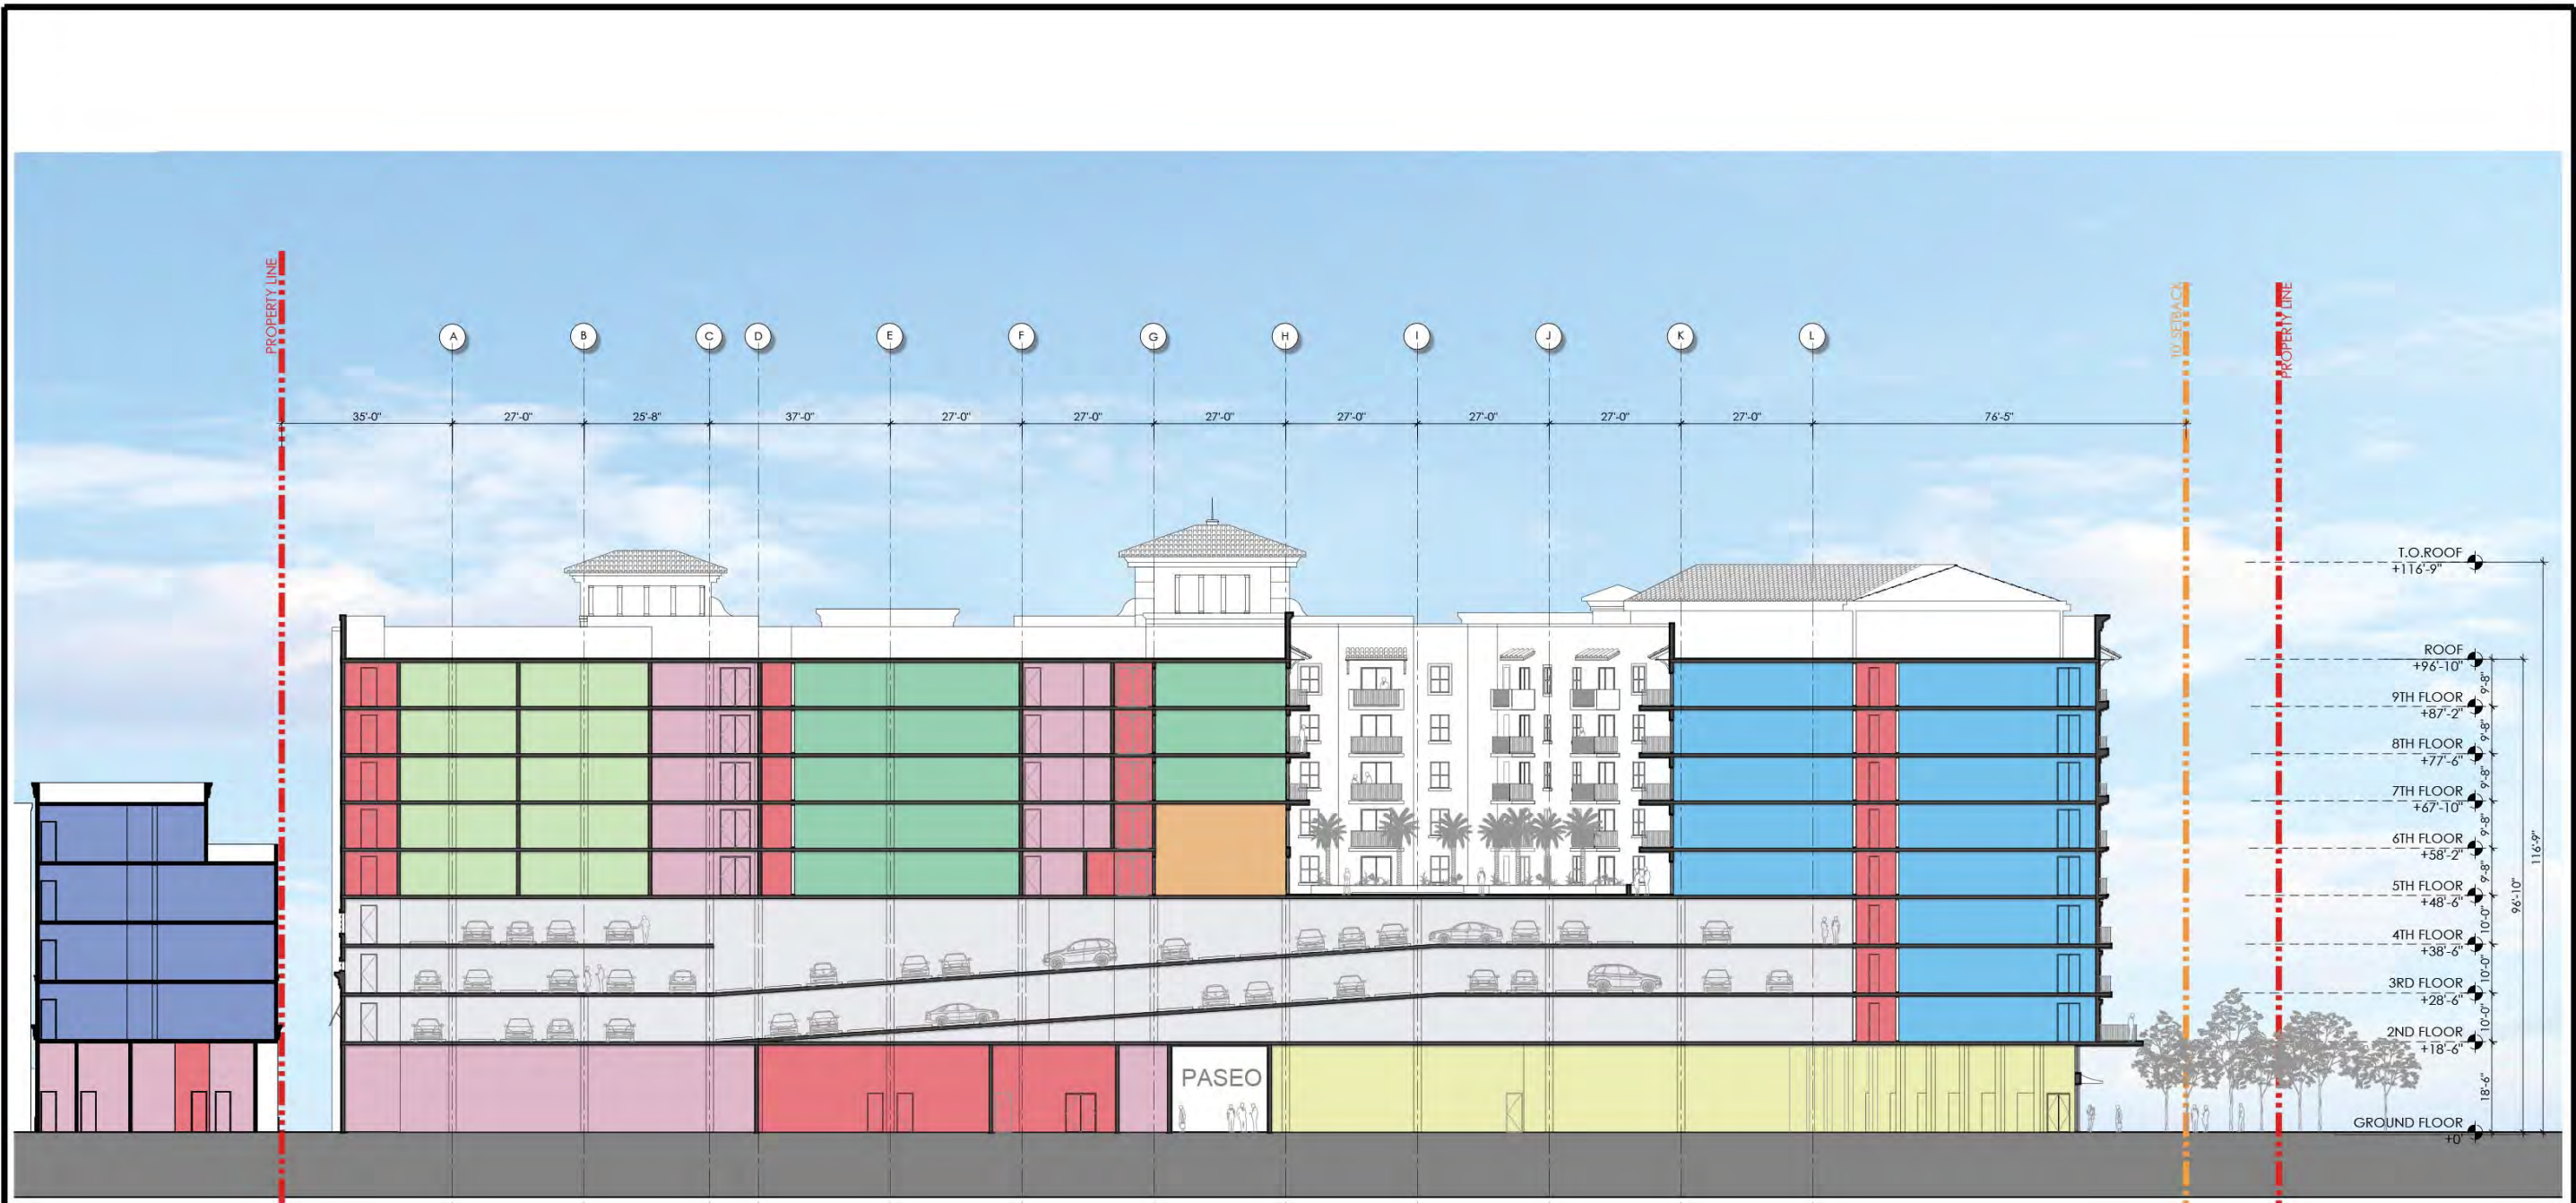 PROPERTY LINE
10' SETBACK
PROPERTY LINE
A
B
C
D
E
F
G
H
I
J
K
L
35'-0"
27'-0"
25'-8"
37'-0"
27'-0"
27'-0"
27'-0"
27'-0"
27'-0"
27'-0"
27'-0"
76'-5"
T.O.ROOF
+116'-9"
ROOF
+96'-10"
9'-8"
9TH FLOOR
+87'-2"
9'-8"
8TH FLOOR
+77'-6"
9'-8"
7TH FLOOR
+67'-10"
9'-8"
6TH FLOOR
+58'-2"
9'-8"
5TH FLOOR
+48'-6"
10'-0"
4TH FLOOR
+38'-6"
10'-0"
3RD FLOOR
+28'-6"
10'-0"
2ND FLOOR
+18'-6"
18'-6"
GROUND FLOOR
+0'
96'-10"
116'-9"
PASEO